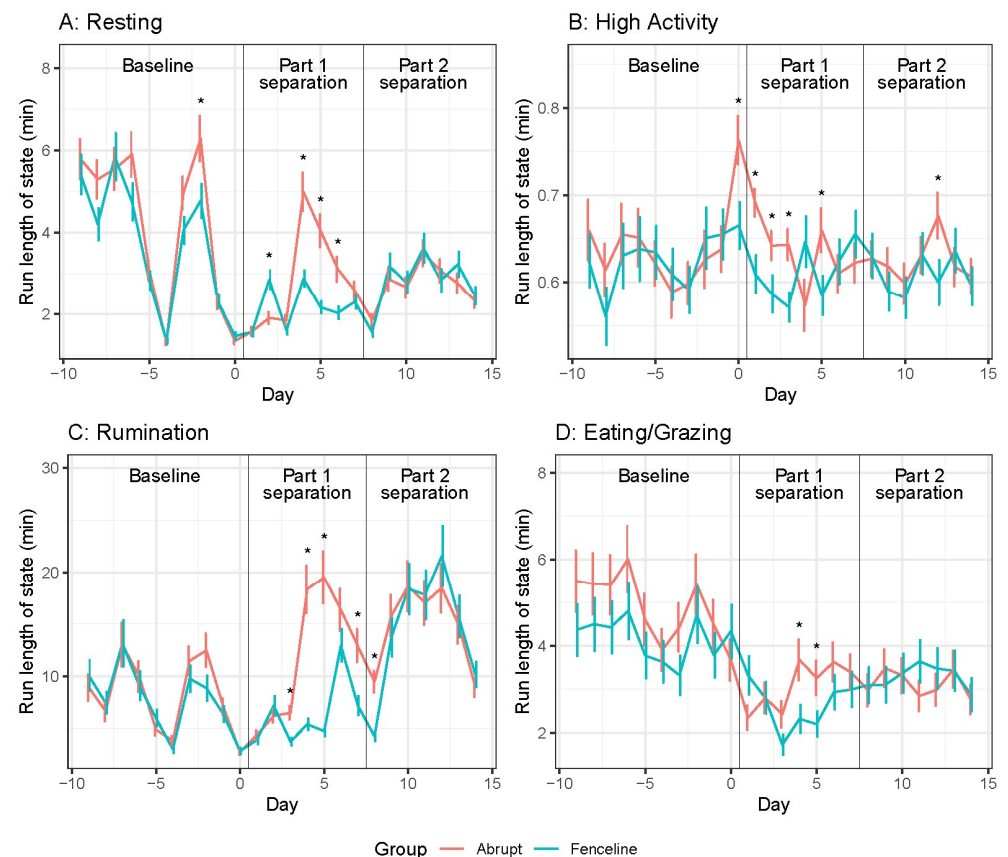 A: Resting
Run length of state (min)
8
6
4
2
Baseline
Part 1
separation
Part 2
separation
*
*
*
*
*
−10
−5
0
5
10
15
Day
B: High Activity
Run length of state (min)
0.8
0.7
0.6
Baseline
Part 1
separation
Part 2
separation
*
*
*
*
*
*
−10
−5
0
5
10
15
Day
C: Rumination
Run length of state (min)
30
20
10
Baseline
Part 1
separation
Part 2
separation
*
*
*
*
*
−10
−5
0
5
10
15
Day
D: Eating/Grazing
Run length of state (min)
8
6
4
2
Baseline
Part 1
separation
Part 2
separation
*
*
−10
−5
0
5
10
15
Day
Group Abrupt Fenceline